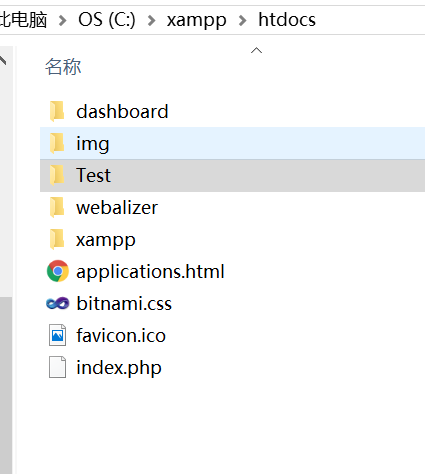 此电脑 > OS (C:) > xampp > htdocs
名称
dashboard
img
Test
webalizer
xampp
applications.html
bitnami.css
favicon.ico
index.php